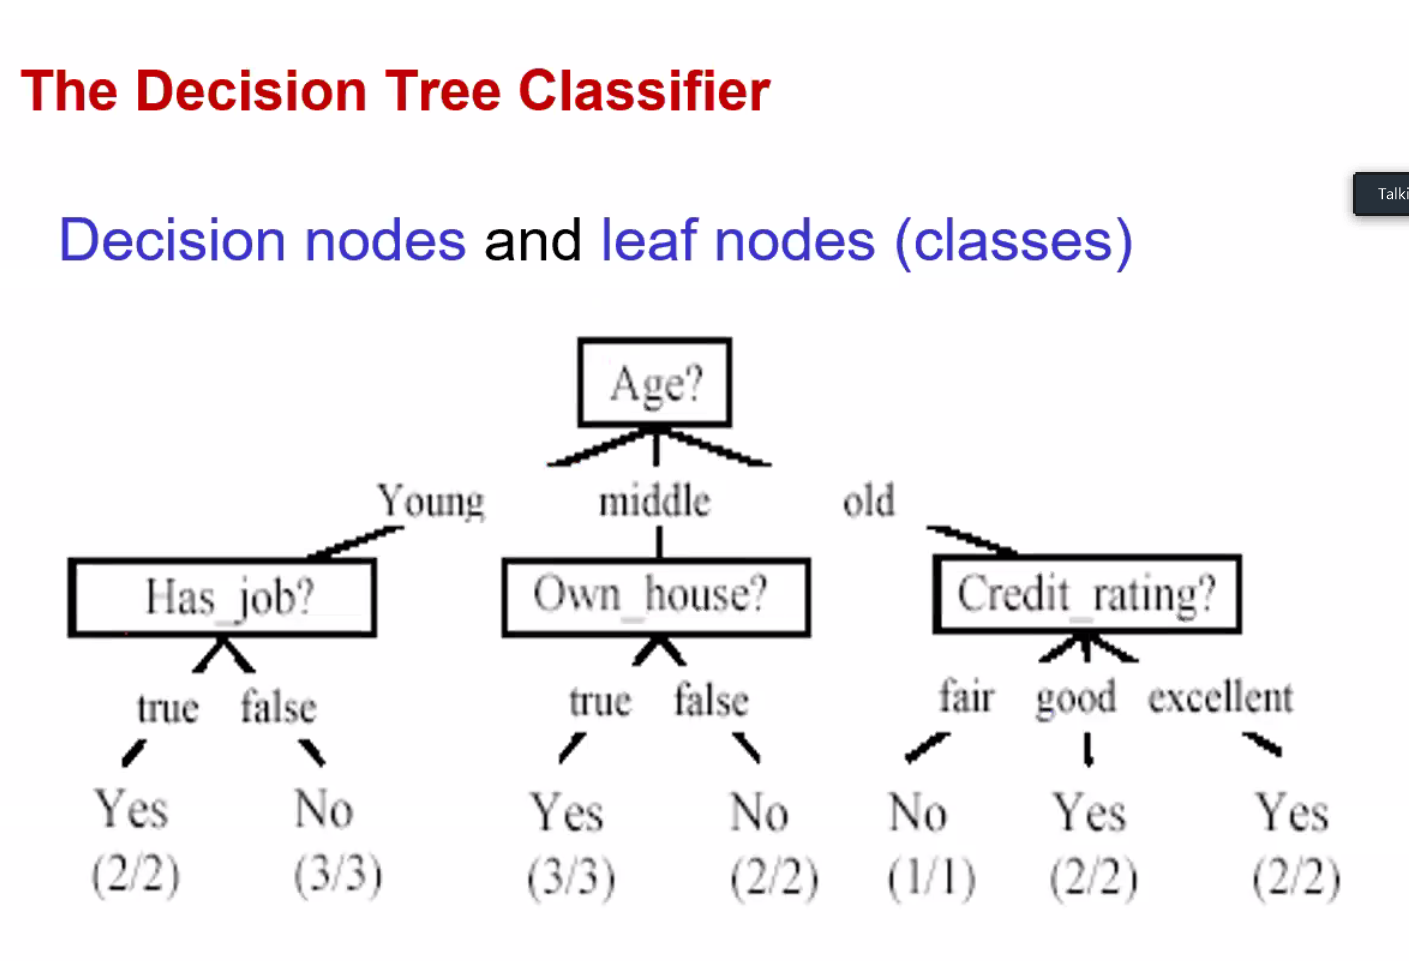 The Decision Tree Classifier
Talki
Decision nodes and leaf nodes (classes)
Age?
Young middle old
Has_job? Own_house? Credit_rating?
true false true false fair good excellent
Yes No Yes No No Yes Yes
(2/2) (3/3) (3/3) (2/2) (1/1) (2/2) (2/2)